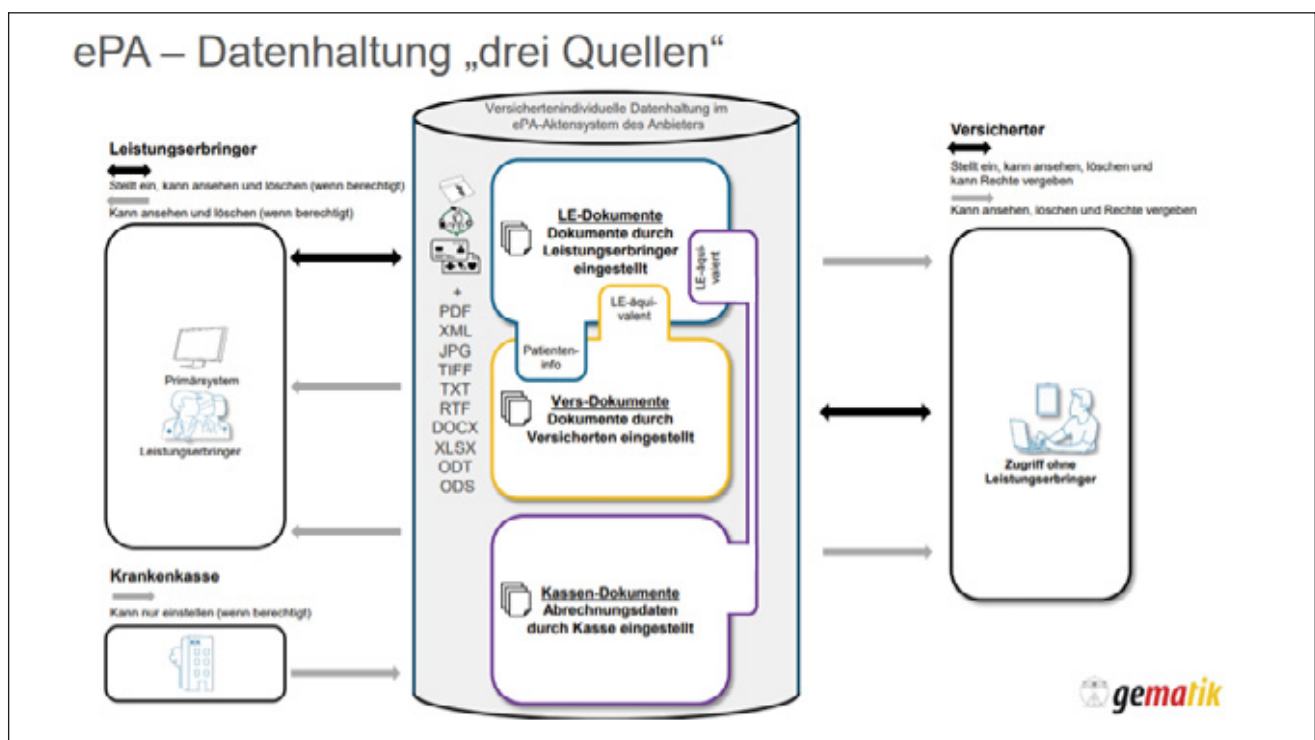 ePA – Datenhaltung „drei Quellen“
Leistungserbringer
Stellt ein, kann ansehen und löschen (wenn berechtigt)
Kann ansehen und löschen (wenn berechtigt)
Primärsystem
Leistungserbringer
Krankenkasse
Kann nur einstellen (wenn berechtigt)
Versichertenindividuelle Datenhaltung im
ePA-Aktensystem des Anbieters
+
PDF
XML
JPG
TIFF
TXT
RTF
DOCX
XLSX
ODT
ODS
LE-Dokumente
Dokumente durch
Leistungserbringer
eingestellt
LE-äqui-
valent
LE-äqui-
valent
Patienten-
info
Vers-Dokumente
Dokumente durch
Versicherten eingestellt
Kassen-Dokumente
Abrechnungsdaten
durch Kasse eingestellt
Versicherter
Stellt ein, kann ansehen, löschen und
kann Rechte vergeben
Kann ansehen, löschen und Rechte vergeben
Zugriff ohne
Leistungserbringer
gematik